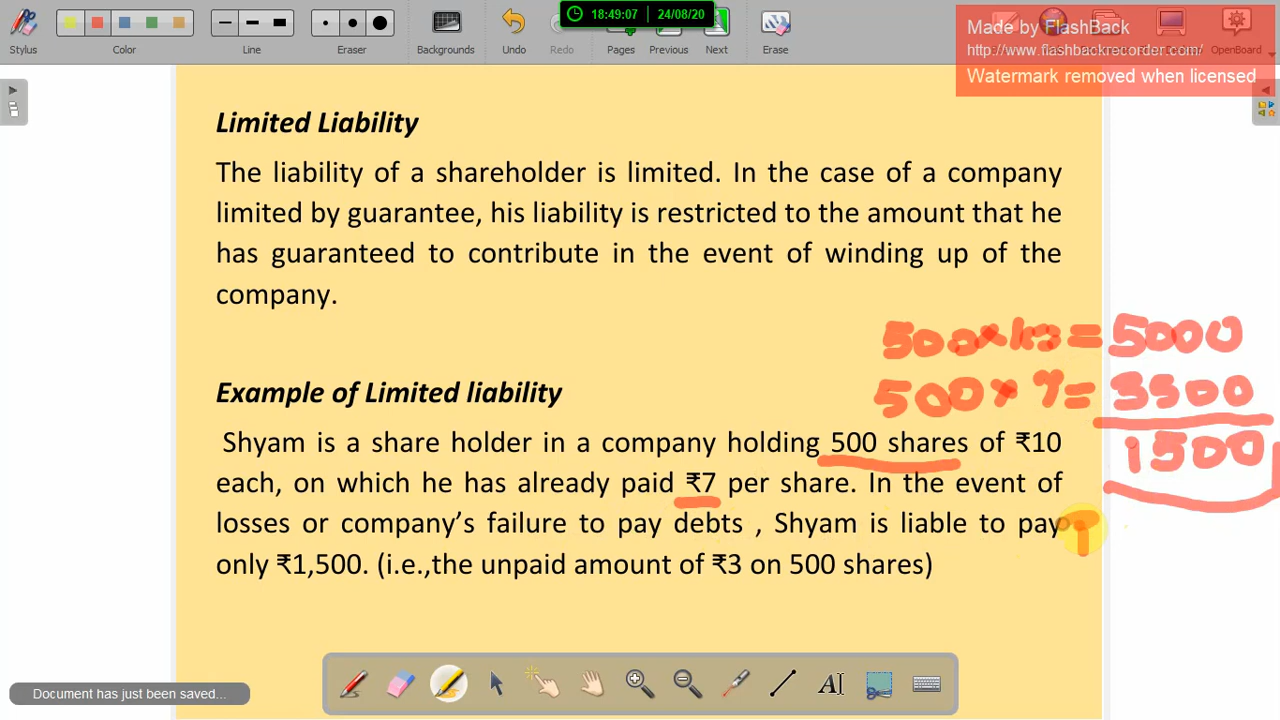 18:49:07 | 24/08/20
Made by FlashBack
http://www.flashbackrecorder.com/
Watermark removed when licensed
Stylus Color Line Eraser Backgrounds Undo Redo Pages Previous Next Erase OpenBoard
Limited Liability
The liability of a shareholder is limited. In the case of a company
limited by guarantee, his liability is restricted to the amount that he
has guaranteed to contribute in the event of winding up of the
company.
500×10=5000
500×7=3500
1500
Example of Limited liability
Shyam is a share holder in a company holding 500 shares of ₹10
each, on which he has already paid ₹7 per share. In the event of
losses or company’s failure to pay debts , Shyam is liable to pay
only ₹1,500. (i.e.,the unpaid amount of ₹3 on 500 shares)
Document has just been saved...